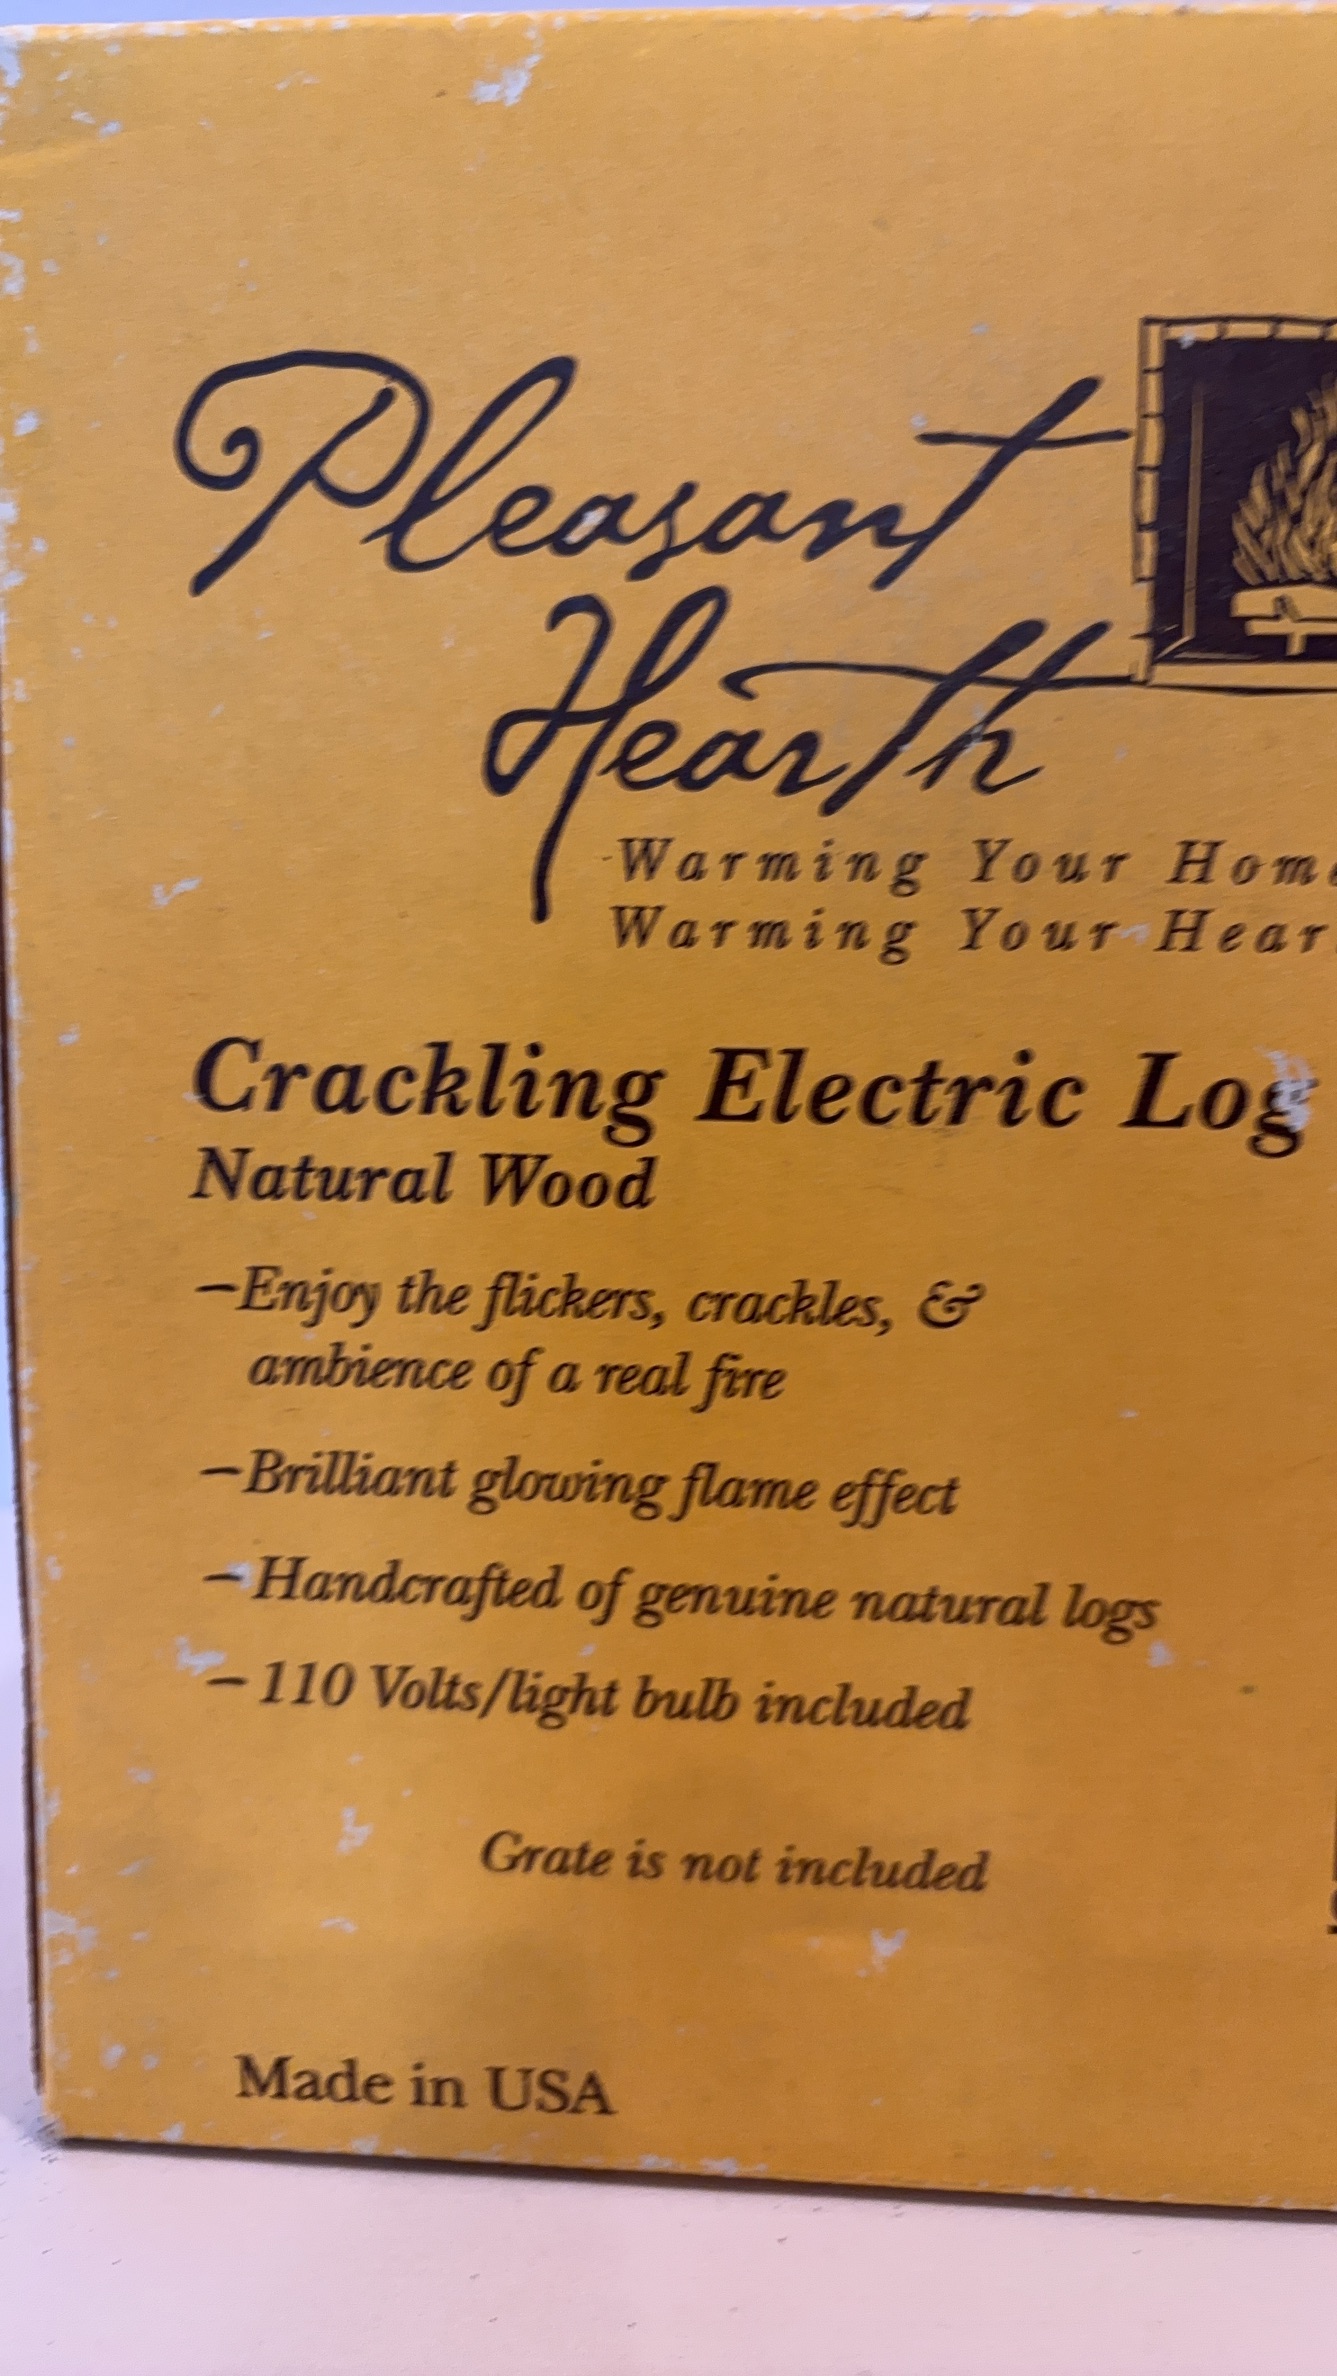 Pleasant
Hearth
Warming Your Hom
Warming Your Hear
Crackling Electric Log
Natural Wood
–Enjoy the flickers, crackles, &
ambience of a real fire
–Brilliant glowing flame effect
–Handcrafted of genuine natural logs
–110 Volts/light bulb included
Grate is not included
Made in USA